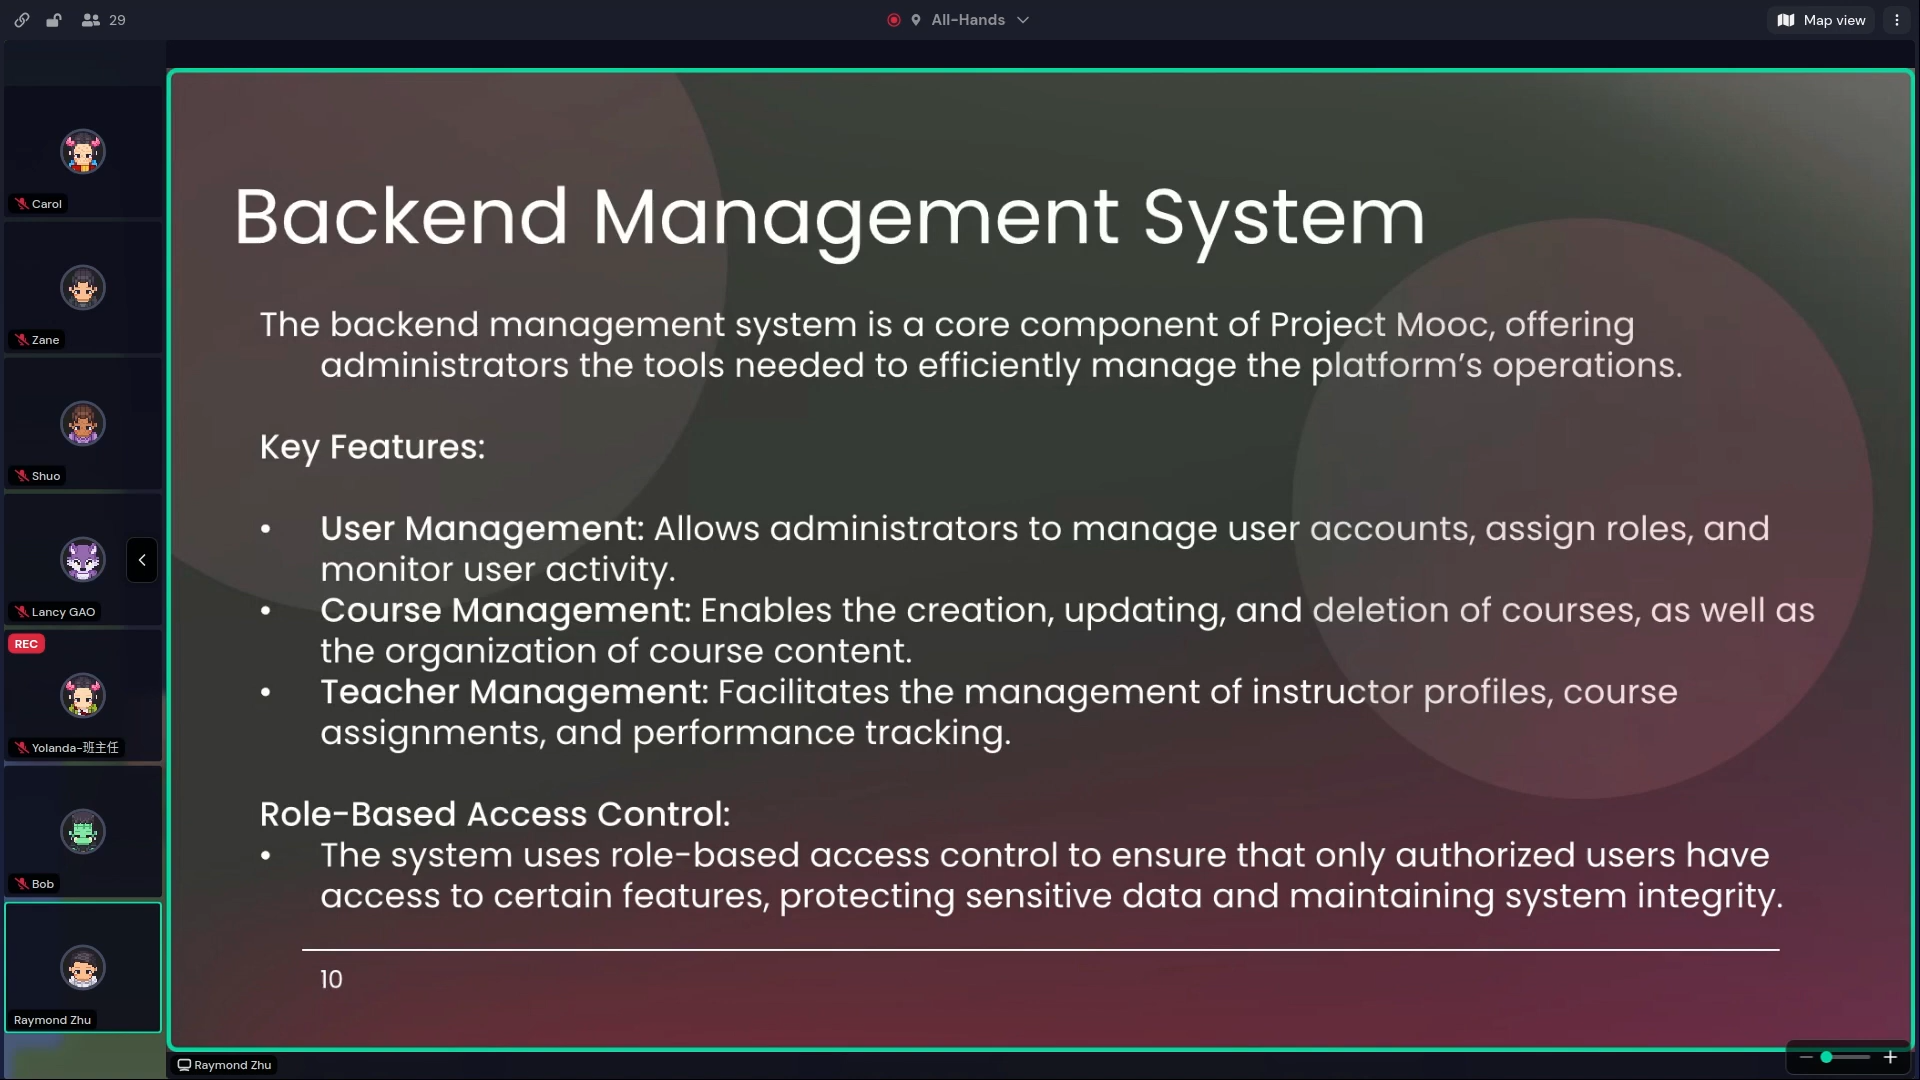 29
All-Hands
Map view
Carol
Zane
Shuo
Lancy GAO
REC
Yolanda-班主任
Bob
Raymond Zhu
Backend Management System
The backend management system is a core component of Project Mooc, offering
administrators the tools needed to efficiently manage the platform’s operations.
Key Features:
• User Management: Allows administrators to manage user accounts, assign roles, and
monitor user activity.
• Course Management: Enables the creation, updating, and deletion of courses, as well as
the organization of course content.
• Teacher Management: Facilitates the management of instructor profiles, course
assignments, and performance tracking.
Role-Based Access Control:
• The system uses role-based access control to ensure that only authorized users have
access to certain features, protecting sensitive data and maintaining system integrity.
10
Raymond Zhu